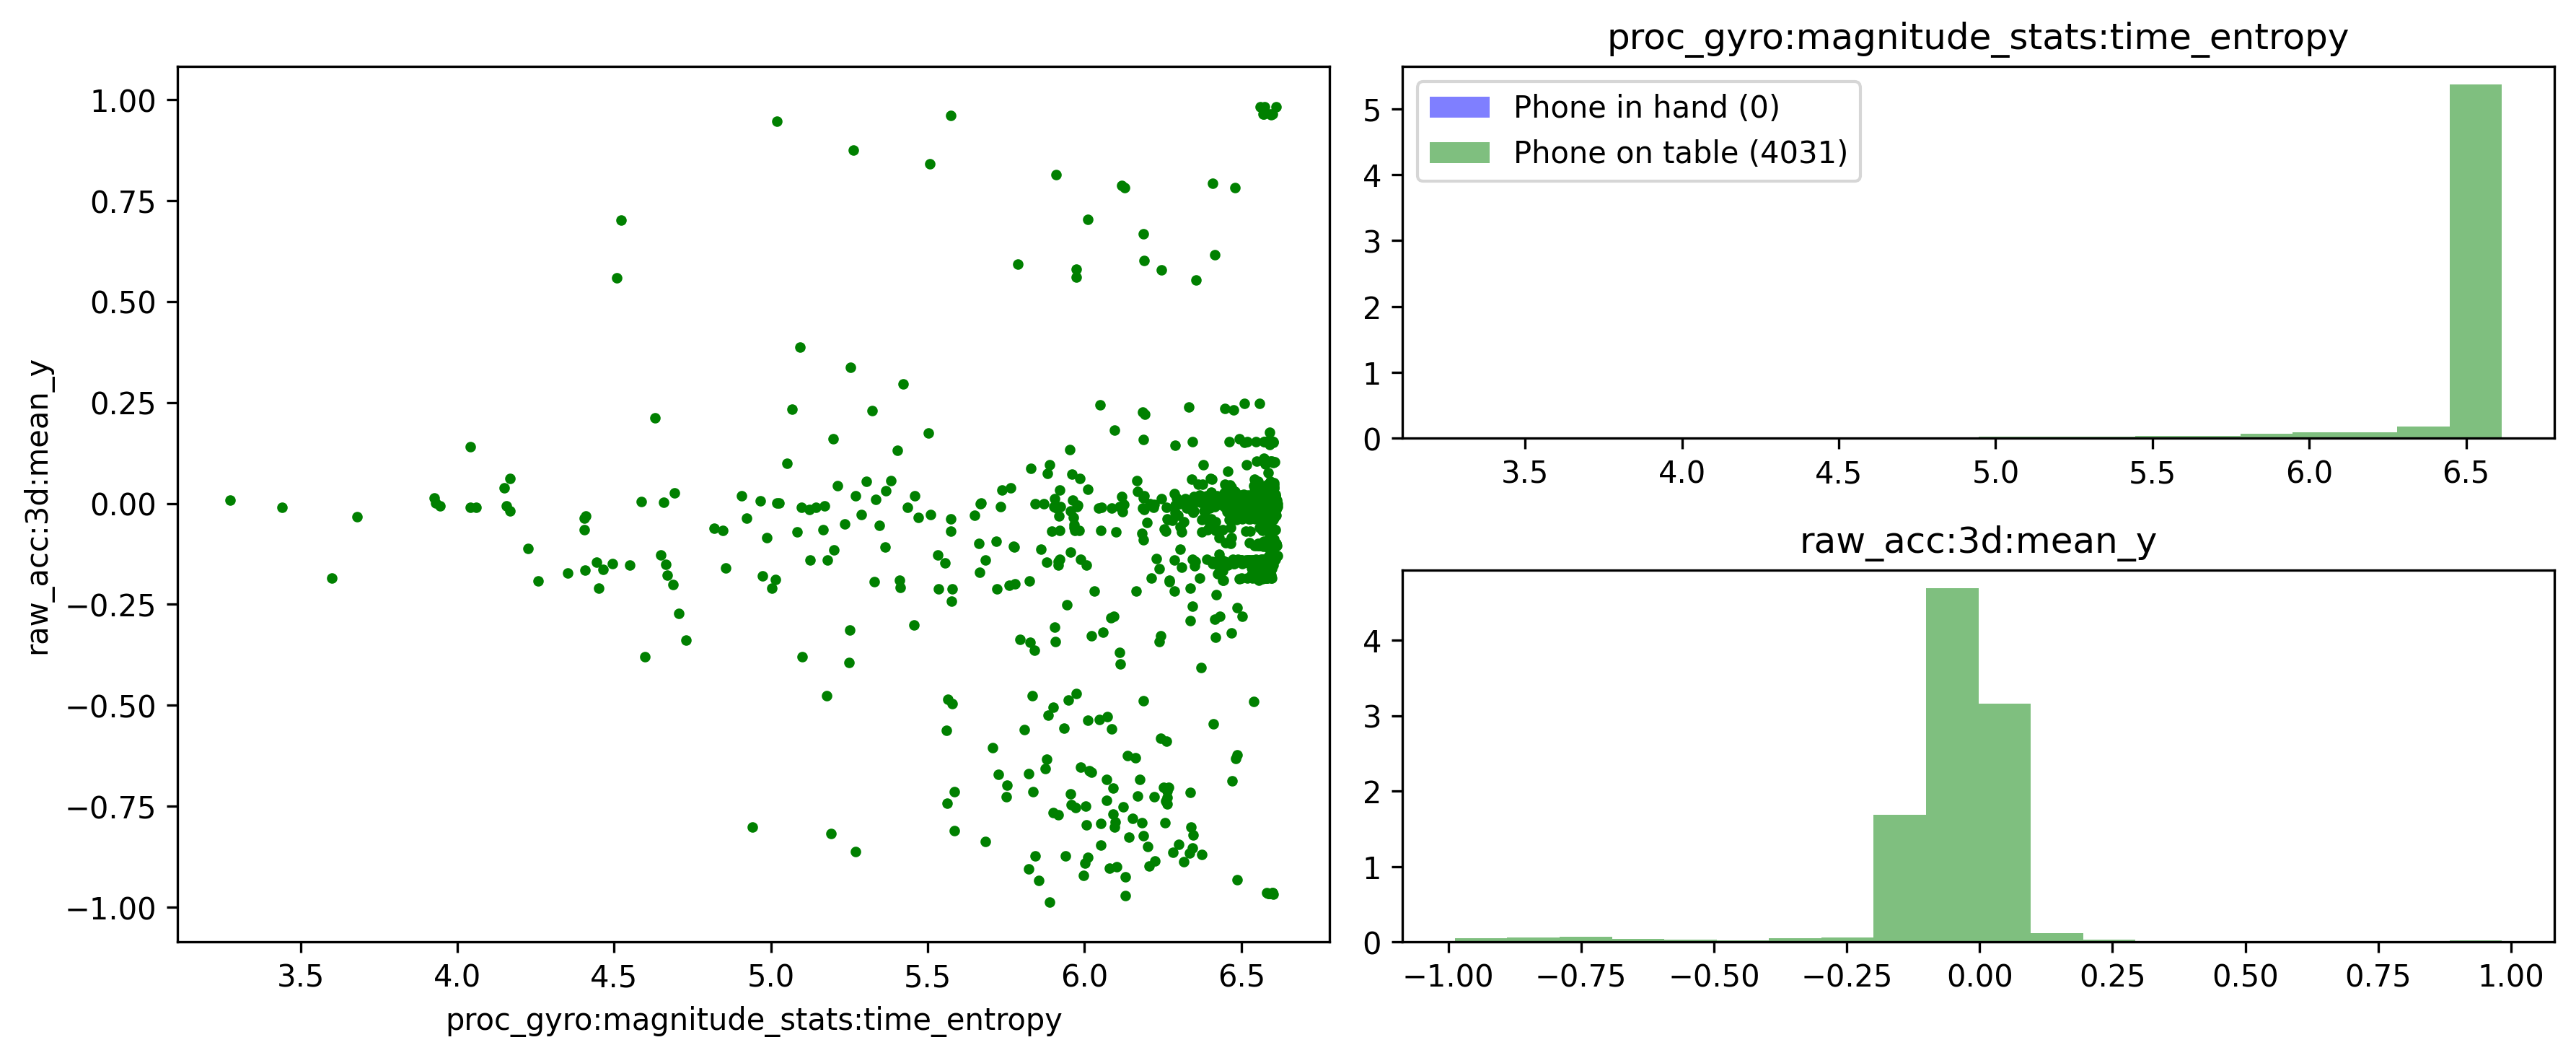 proc_gyro:magnitude_stats:time_entropy
1.00
0.75
0.50
0.25
0.00
−0.25
−0.50
−0.75
−1.00
raw_acc:3d:mean_y
3.5 4.0 4.5 5.0 5.5 6.0 6.5
proc_gyro:magnitude_stats:time_entropy
Phone in hand (0)
Phone on table (4031)
5
4
3
2
1
0
3.5 4.0 4.5 5.0 5.5 6.0 6.5
raw_acc:3d:mean_y
4
3
2
1
0
−1.00 −0.75 −0.50 −0.25 0.00 0.25 0.50 0.75 1.00